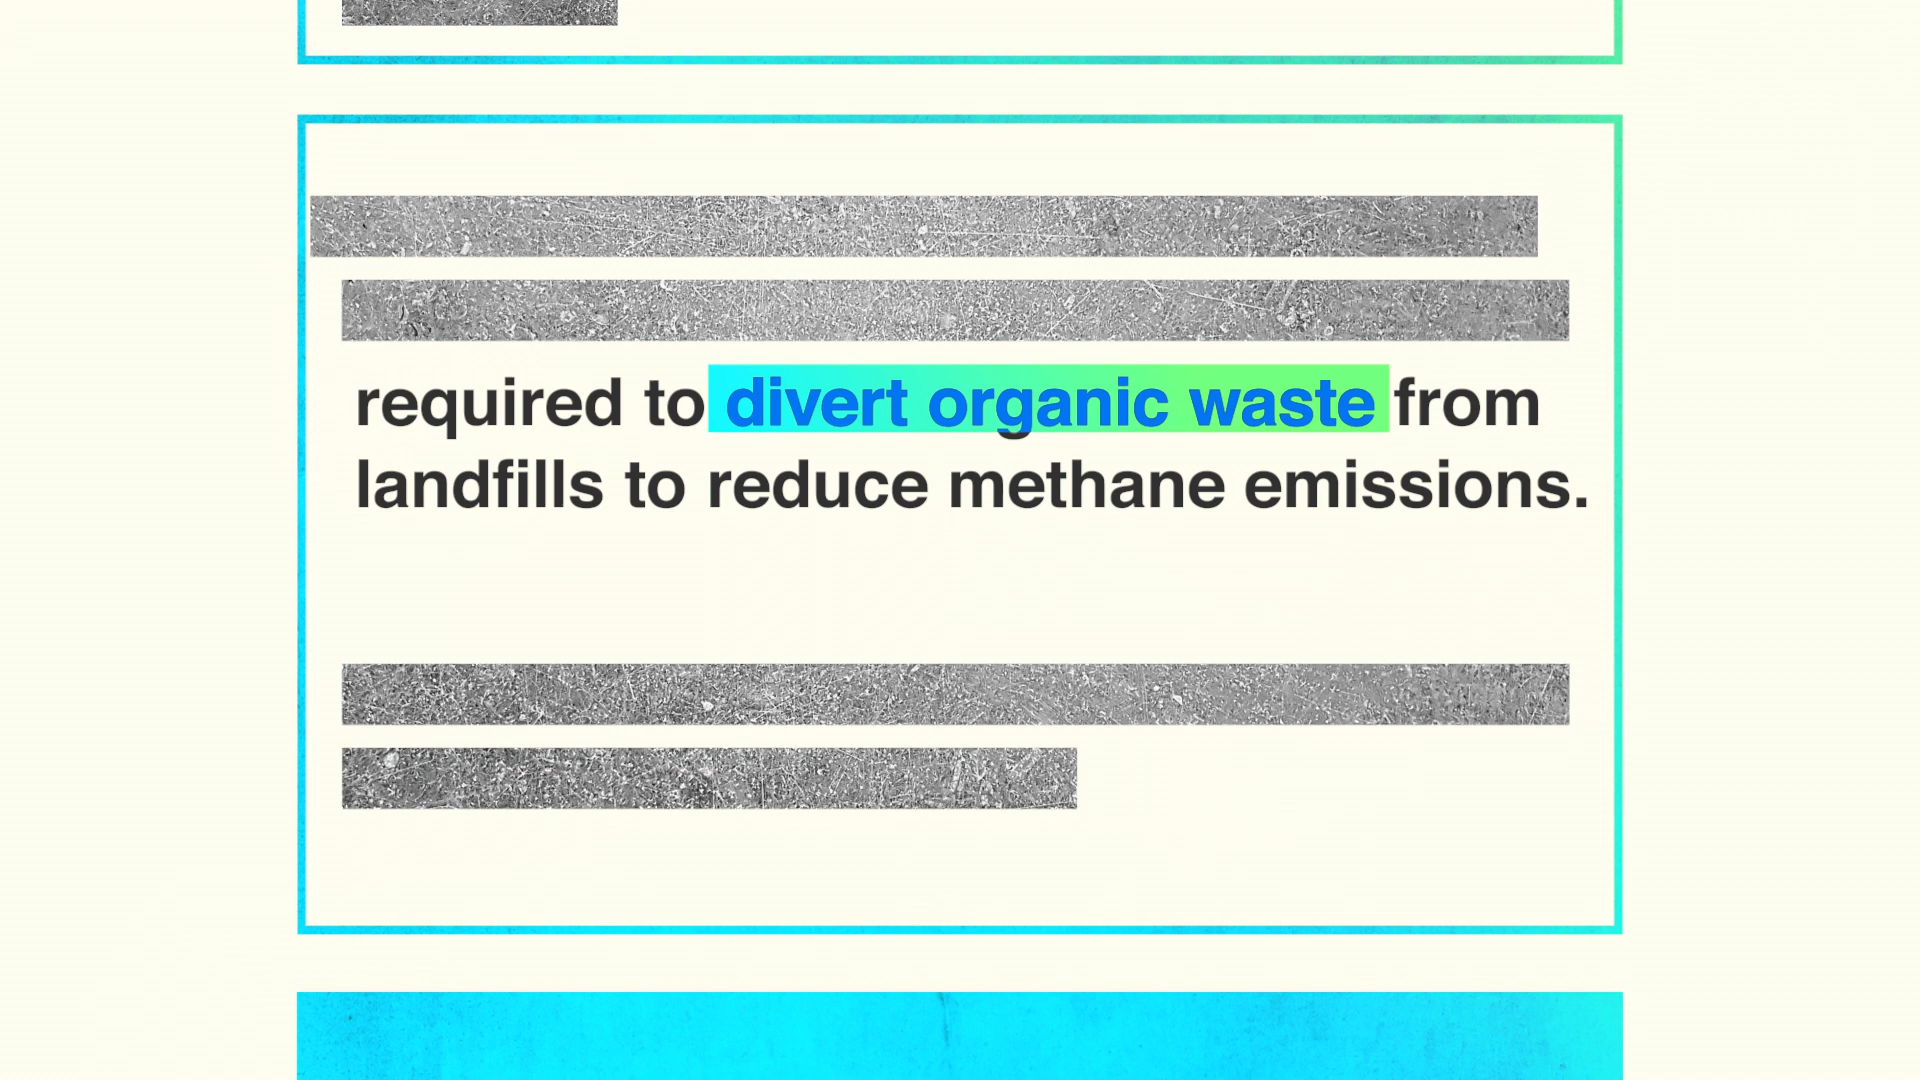 required to divert organic waste from
landfills to reduce methane emissions.